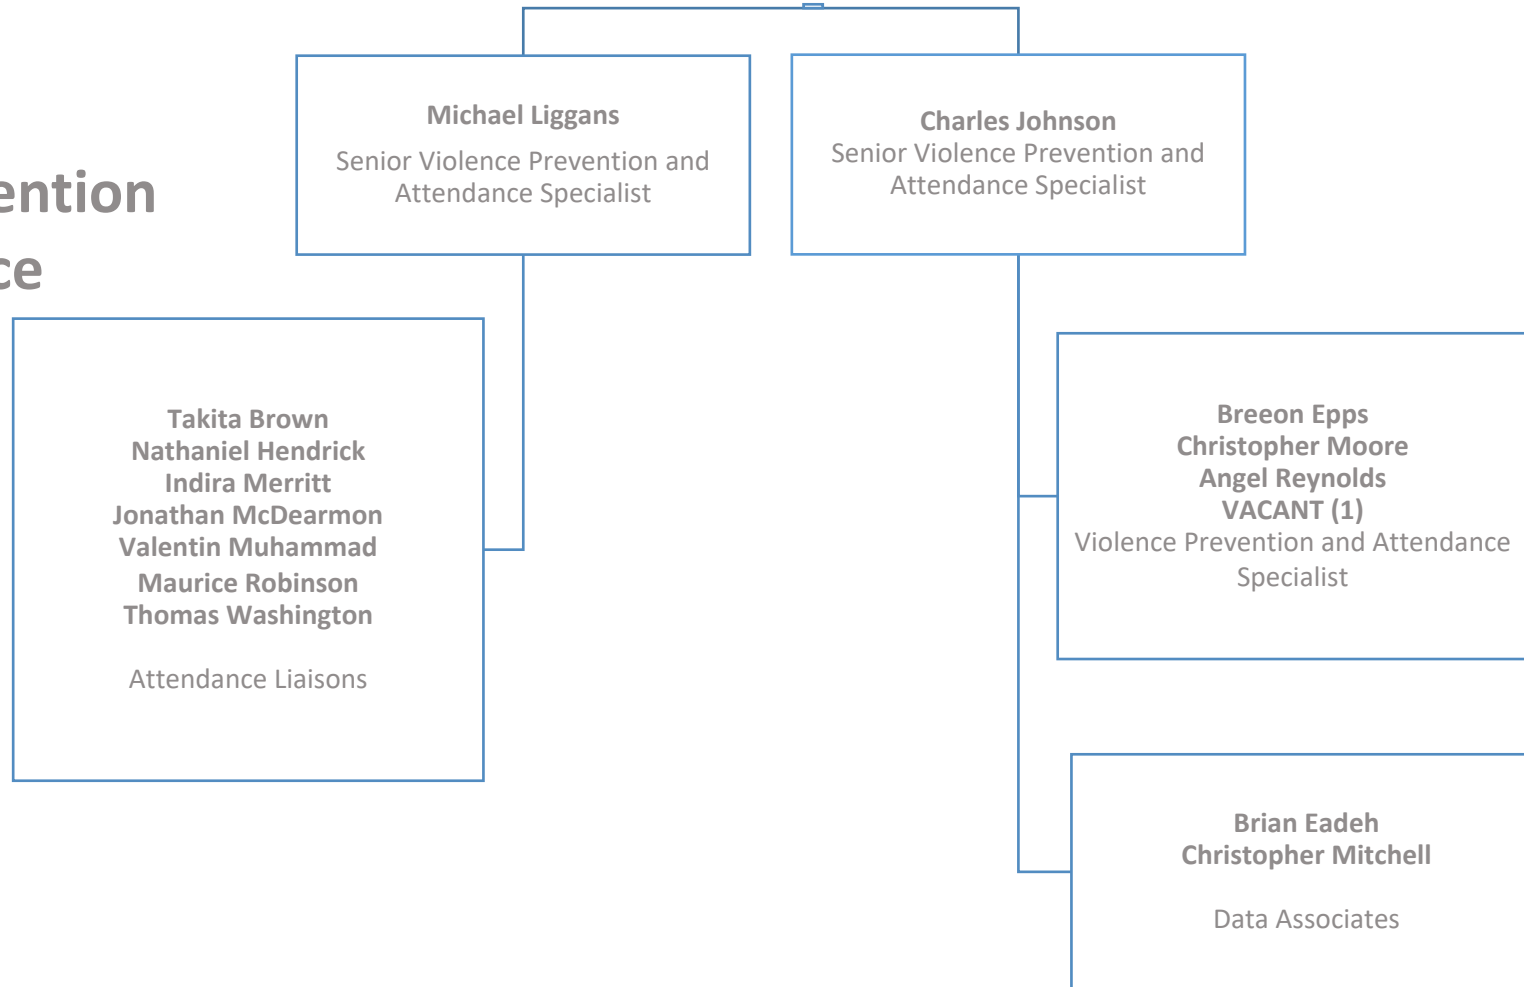 Michael Liggans
Senior Violence Prevention and
Attendance Specialist
Charles Johnson
Senior Violence Prevention and
Attendance Specialist
Takita Brown
Nathaniel Hendrick
Indira Merritt
Jonathan McDearmon
Valentin Muhammad
Maurice Robinson
Thomas Washington
Attendance Liaisons
Breeon Epps
Christopher Moore
Angel Reynolds
VACANT (1)
Violence Prevention and Attendance
Specialist
Brian Eadeh
Christopher Mitchell
Data Associates